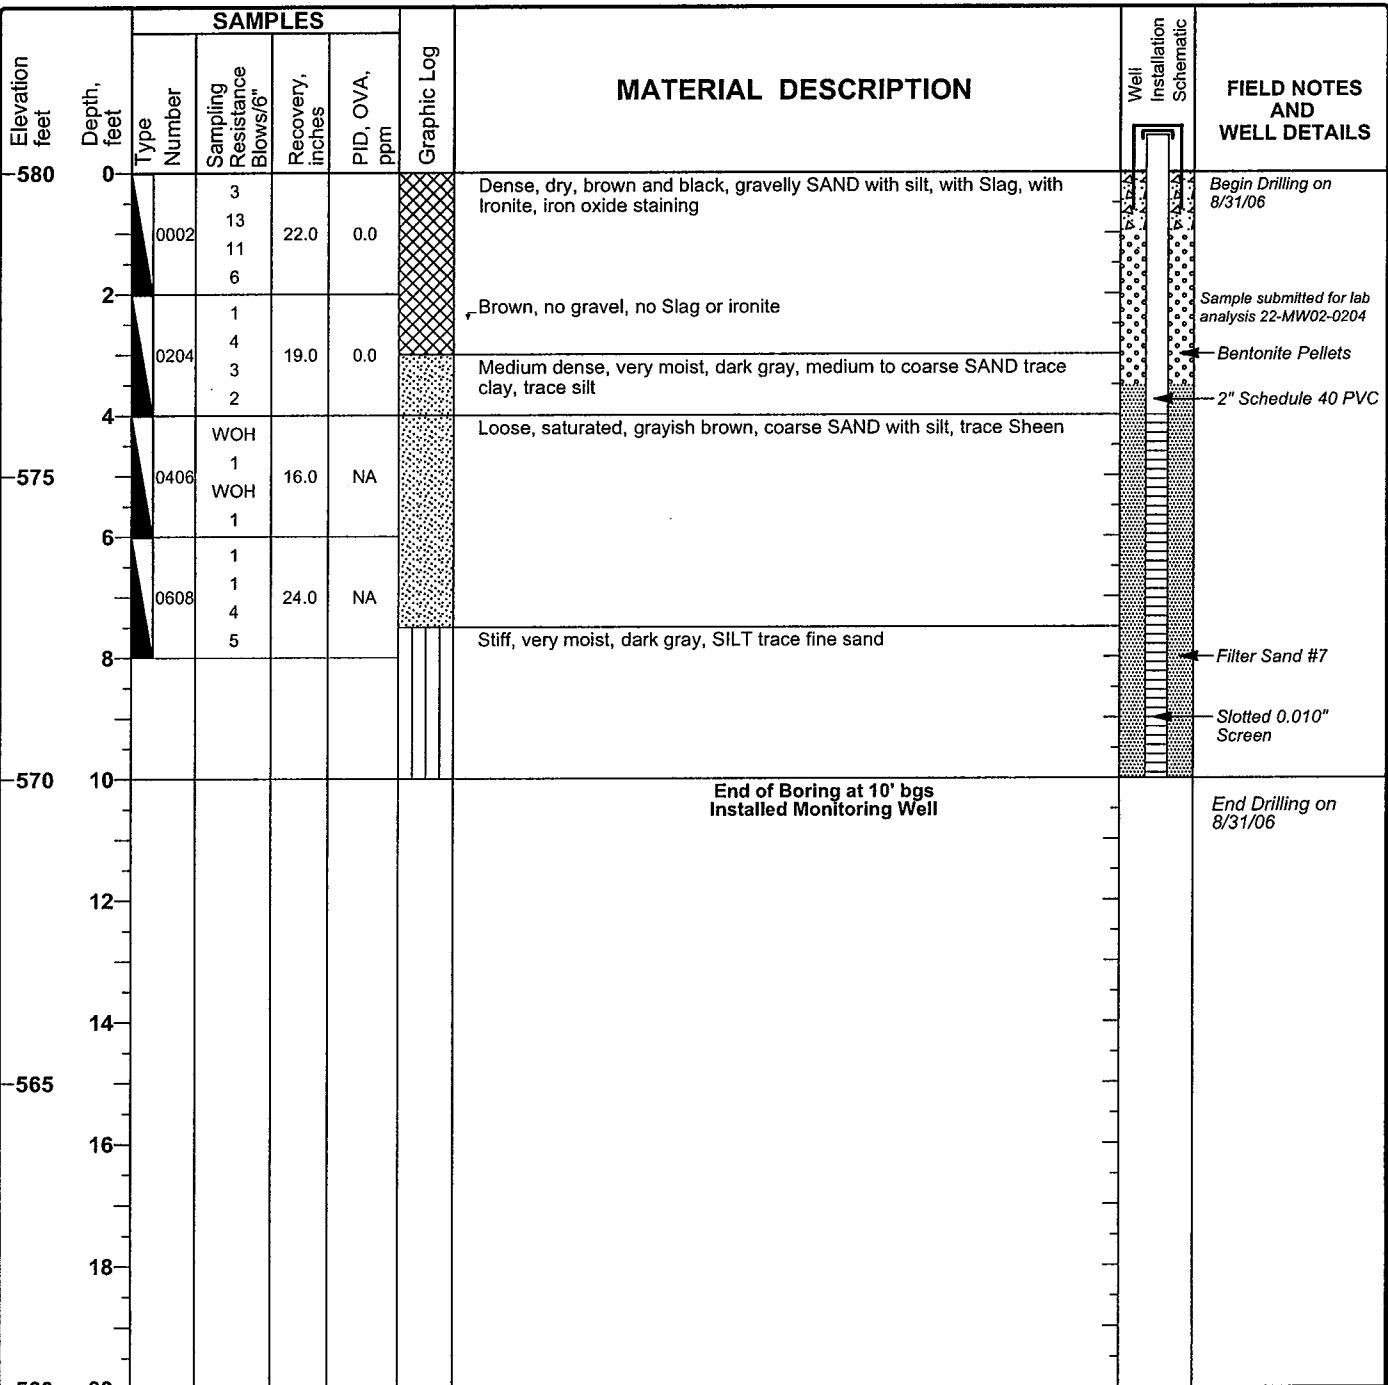 SAMPLES
Elevation
feet
Depth,
feet
Type
Number
Sampling
Resistance
Blows/6"
Recovery,
inches
PID, OVA,
ppm
Graphic Log
MATERIAL DESCRIPTION
Well
Installation
Schematic
FIELD NOTES
AND
WELL DETAILS
580
0
3
13
11
6
0002
22.0
0.0
Dense, dry, brown and black, gravelly SAND with silt, with Slag, with
Ironite, iron oxide staining
Begin Drilling on
8/31/06
2
1
4
3
2
0204
19.0
0.0
Brown, no gravel, no Slag or ironite
Sample submitted for lab
analysis 22-MW02-0204
Bentonite Pellets
Medium dense, very moist, dark gray, medium to coarse SAND trace
clay, trace silt
2" Schedule 40 PVC
4
WOH
1
WOH
1
575
0406
16.0
NA
Loose, saturated, grayish brown, coarse SAND with silt, trace Sheen
6
1
1
4
5
0608
24.0
NA
Stiff, very moist, dark gray, SILT trace fine sand
8
Filter Sand #7
Slotted 0.010"
Screen
570
10
End of Boring at 10' bgs
Installed Monitoring Well
End Drilling on
8/31/06
12
14
565
16
18